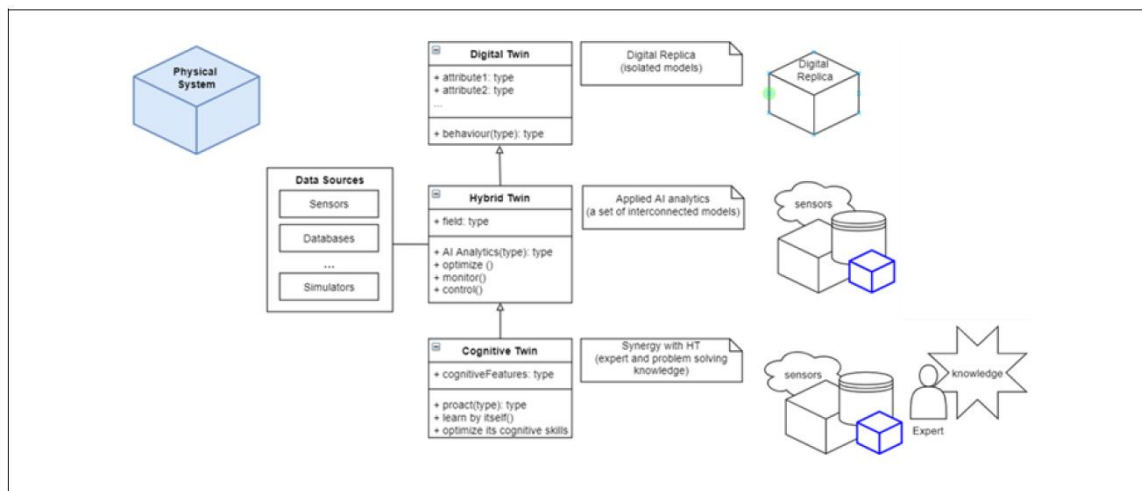 Physical
System
Digital Twin
+ attribute1: type
+ attribute2: type
...
+ behaviour(type): type
Digital Replica
(isolated models)
Digital
Replica
Data Sources
Sensors
Databases
...
Simulators
Hybrid Twin
+ field: type
+ AI Analytics(type): type
+ optimize ()
+ monitor()
+ control()
Applied AI analytics
(a set of interconnected models)
sensors
Cognitive Twin
+ cognitiveFeatures: type
+ proact(type): type
+ learn by itself()
+ optimize its cognitive skills
Synergy with HT
(expert and problem solving
knowledge)
sensors
knowledge
Expert